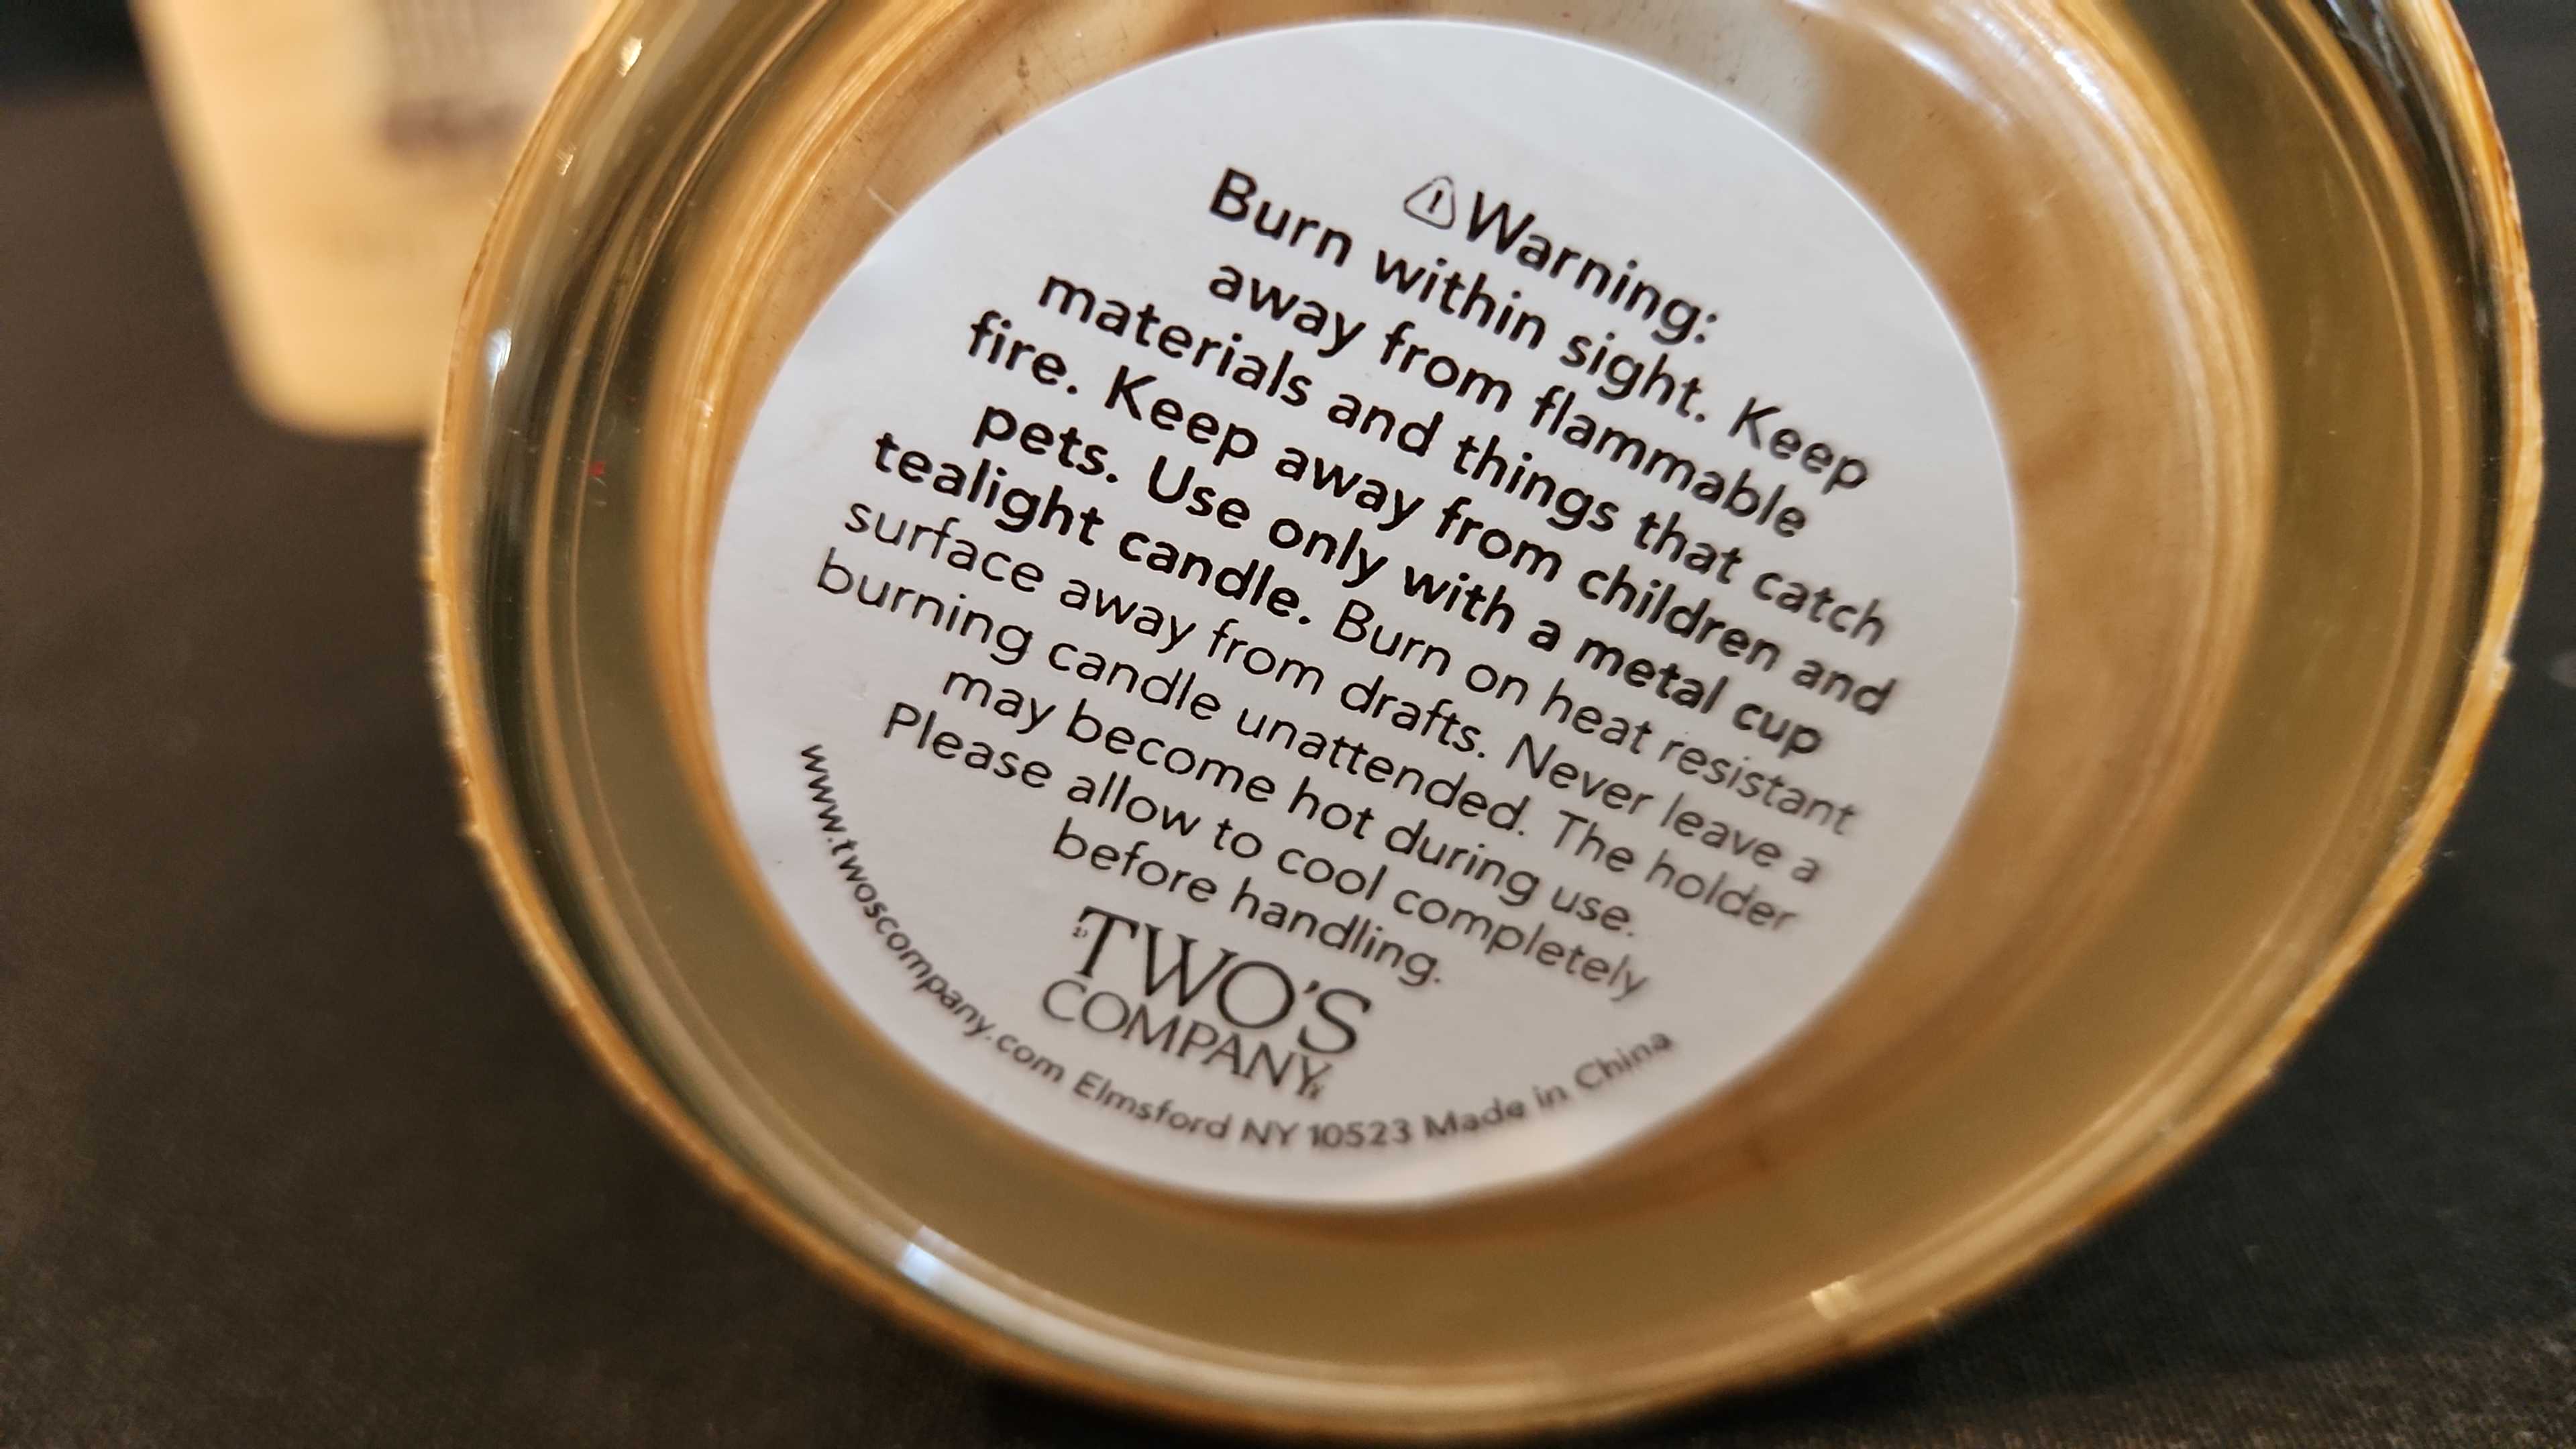 ⚠Warning:
Burn within sight. Keep
away from flammable
materials and things that catch
fire. Keep away from children and
pets. Use only with a metal cup
tealight candle. Burn on heat resistant
surface away from drafts. Never leave a
burning candle unattended. The holder
may become hot during use.
Please allow to cool completely
before handling.
TWO'S
COMPANY
www.twoscompany.com Elmsford NY 10523 Made in China